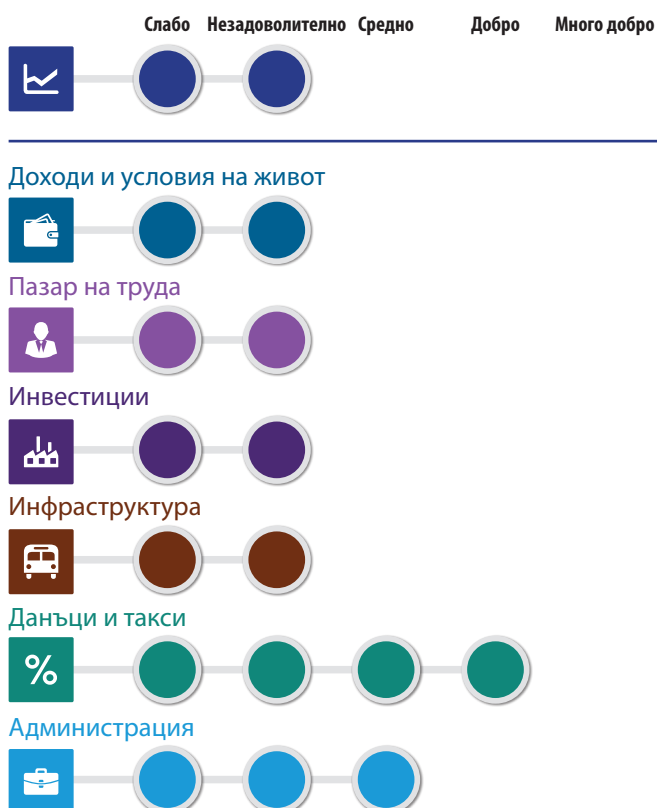 Слабо Незадоволително Средно Добро Много добро
Доходи и условия на живот
Пазар на труда
Инвестиции
Инфраструктура
Данъци и такси
%
Администрация